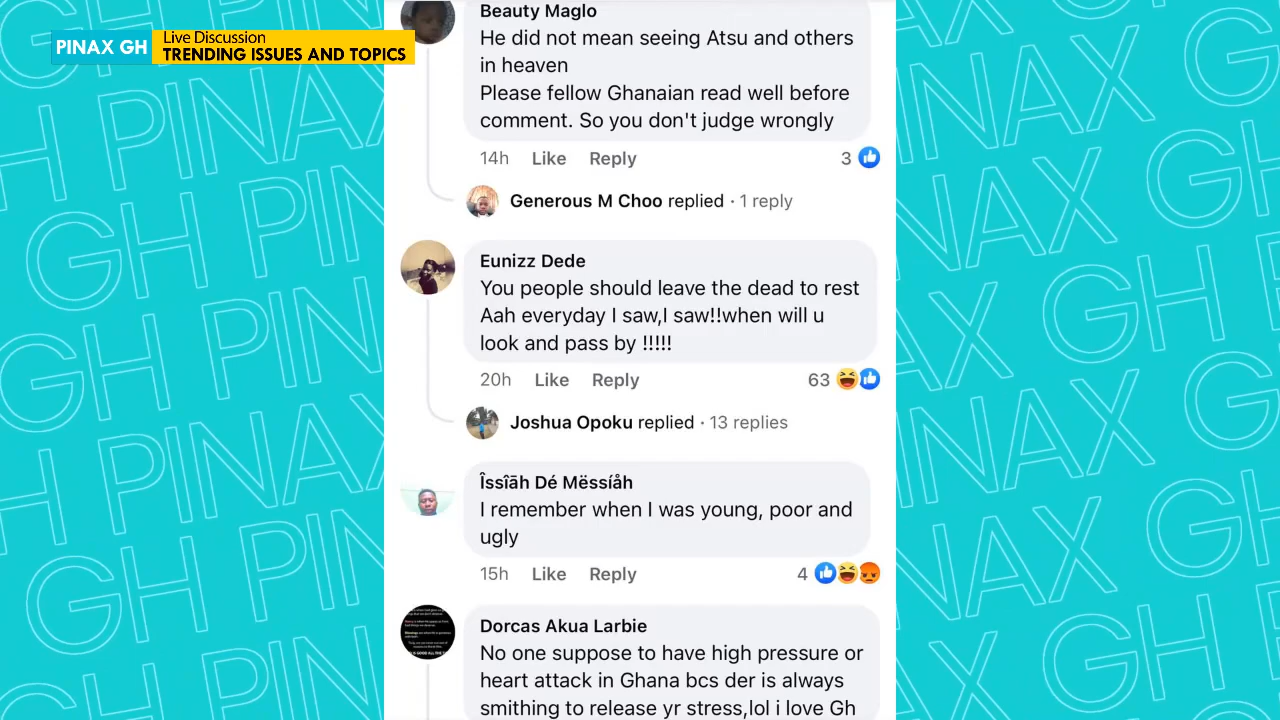 PINAX GH
Live Discussion
TRENDING ISSUES AND TOPICS
Beauty Maglo
He did not mean seeing Atsu and others
in heaven
Please fellow Ghanaian read well before
comment. So you don't judge wrongly
14h Like Reply 3
Generous M Choo replied · 1 reply
Eunizz Dede
You people should leave the dead to rest
Aah everyday I saw,I saw!!when will u
look and pass by !!!!!
20h Like Reply 63
Joshua Opoku replied · 13 replies
Îssîāh Dé Mëssíåh
I remember when I was young, poor and
ugly
15h Like Reply 4
Dorcas Akua Larbie
No one suppose to have high pressure or
heart attack in Ghana bcs der is always
smithing to release yr stress,lol i love Gh